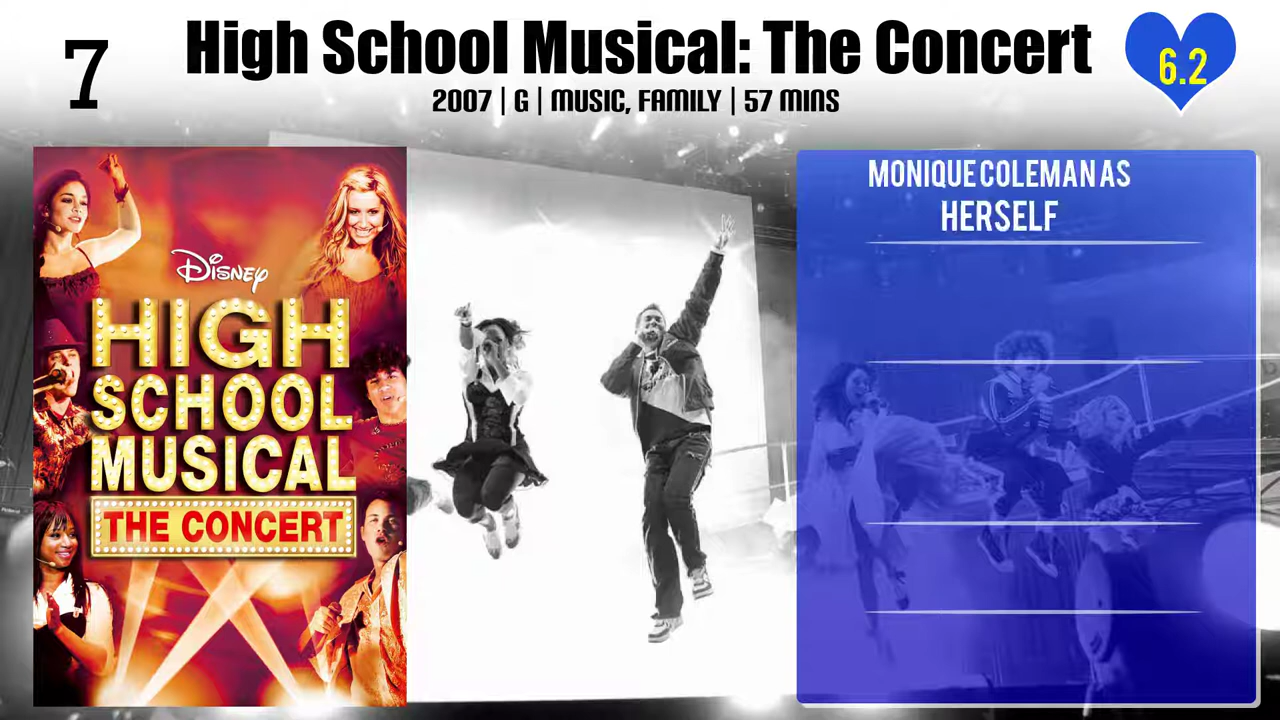 7
High School Musical: The Concert
6.2
2007 | G | MUSIC, FAMILY | 57 MINS
MONIQUE COLEMAN AS
HERSELF
DISNEY
HIGH
SCHOOL
MUSICAL
THE CONCERT